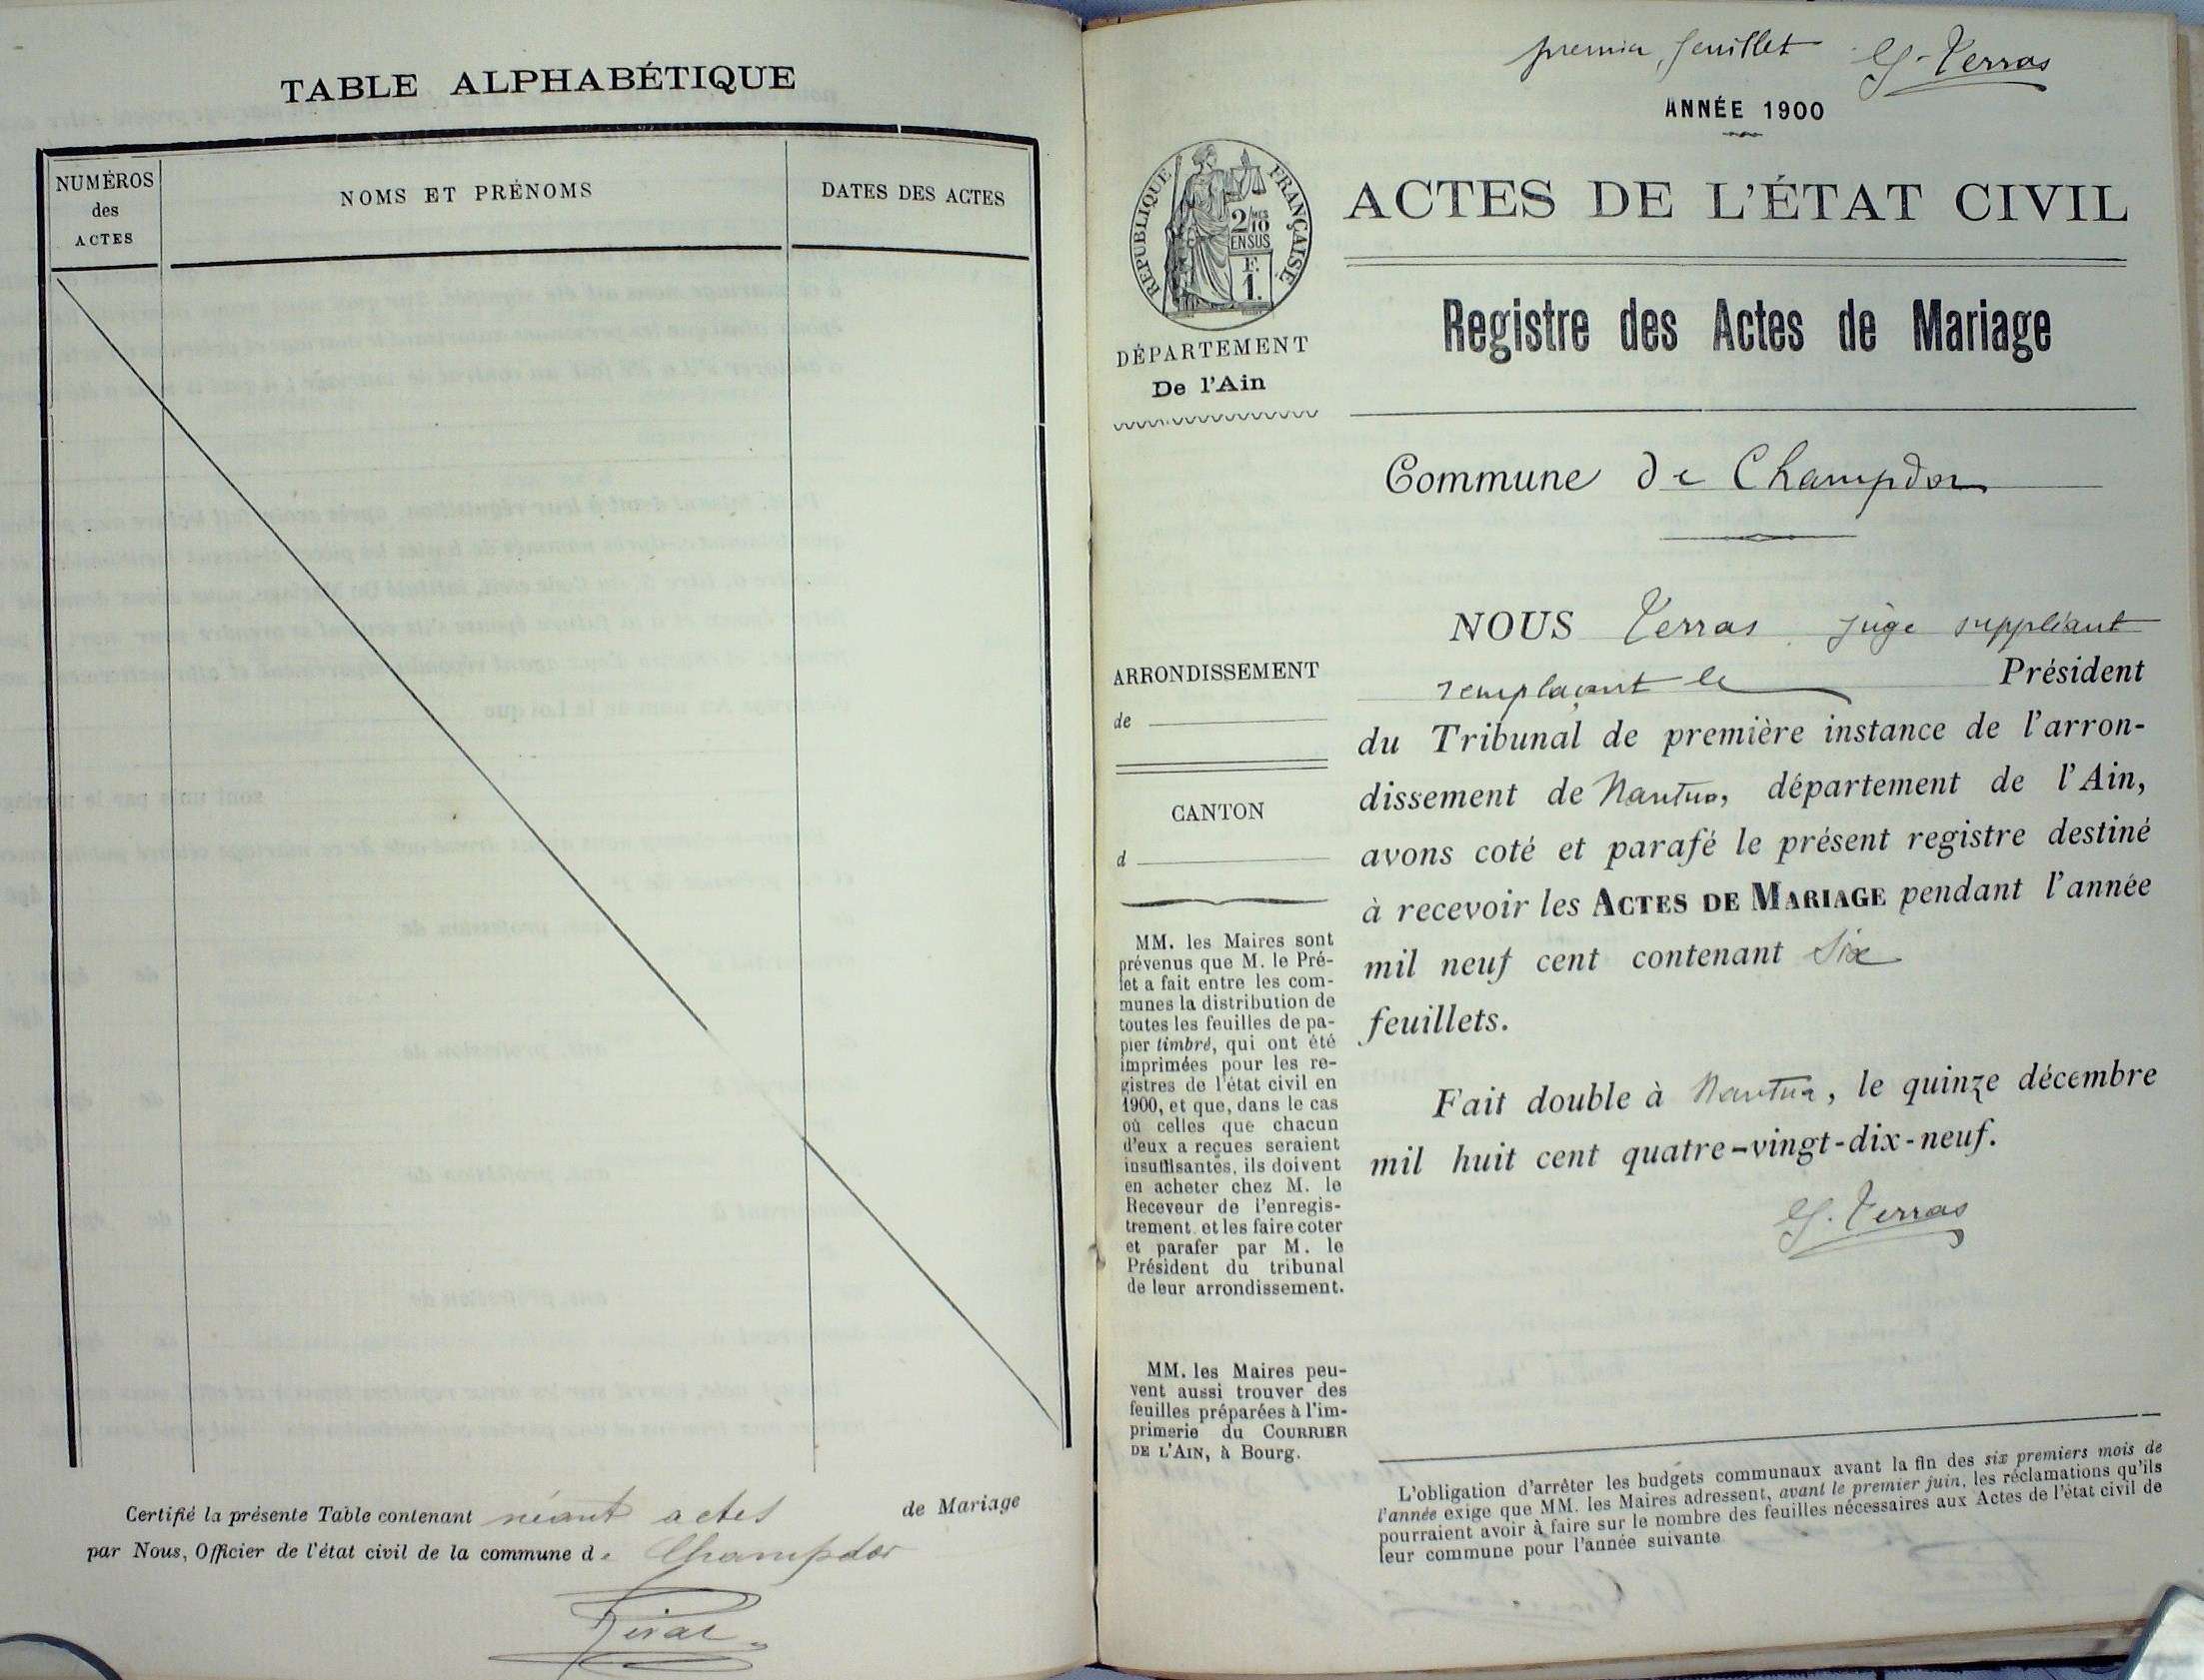 TABLE ALPHABÉTIQUE
NUMÉROS
des
ACTES
NOMS ET PRÉNOMS
DATES DES ACTES
Certifié la présente Table contenant néant actes de Mariage
par Nous, Officier de l'état civil de la commune de Champdor
premier feuillet G. Terras
ANNÉE 1900
RÉPUBLIQUE FRANÇAISE
2/10 MES
EN SUS
F.
1.
DÉPARTEMENT
De l'Ain
ACTES DE L'ÉTAT CIVIL
Registre des Actes de Mariage
Commune de Champdor
ARRONDISSEMENT
de
CANTON
d
MM. les Maires sont
prévenus que M. le Pré-
fet a fait entre les com-
munes la distribution de
toutes les feuilles de pa-
pier timbré, qui ont été
imprimées pour les re-
gistres de l'état civil en
1900, et que, dans le cas
où celles que chacun
d'eux a reçues seraient
insuffisantes, ils doivent
en acheter chez M. le
Receveur de l'enregis-
trement et les faire coter
et parafer par M. le
Président du tribunal
de leur arrondissement.
MM. les Maires peu-
vent aussi trouver des
feuilles préparées à l'im-
primerie du COURRIER
DE L'AIN, à Bourg.
NOUS Terras juge suppléant
remplaçant le Président
du Tribunal de première instance de l'arron-
dissement de Nantua, département de l'Ain,
avons coté et parafé le présent registre destiné
à recevoir les ACTES DE MARIAGE pendant l'année
mil neuf cent contenant six
feuillets.
Fait double à Nantua, le quinze décembre
mil huit cent quatre-vingt-dix-neuf.
G. Terras
L'obligation d'arrêter les budgets communaux avant la fin des six premiers mois de
l'année exige que MM. les Maires adressent, avant le premier juin, les réclamations qu'ils
pourraient avoir à faire sur le nombre des feuilles nécessaires aux Actes de l'état civil de
leur commune pour l'année suivante